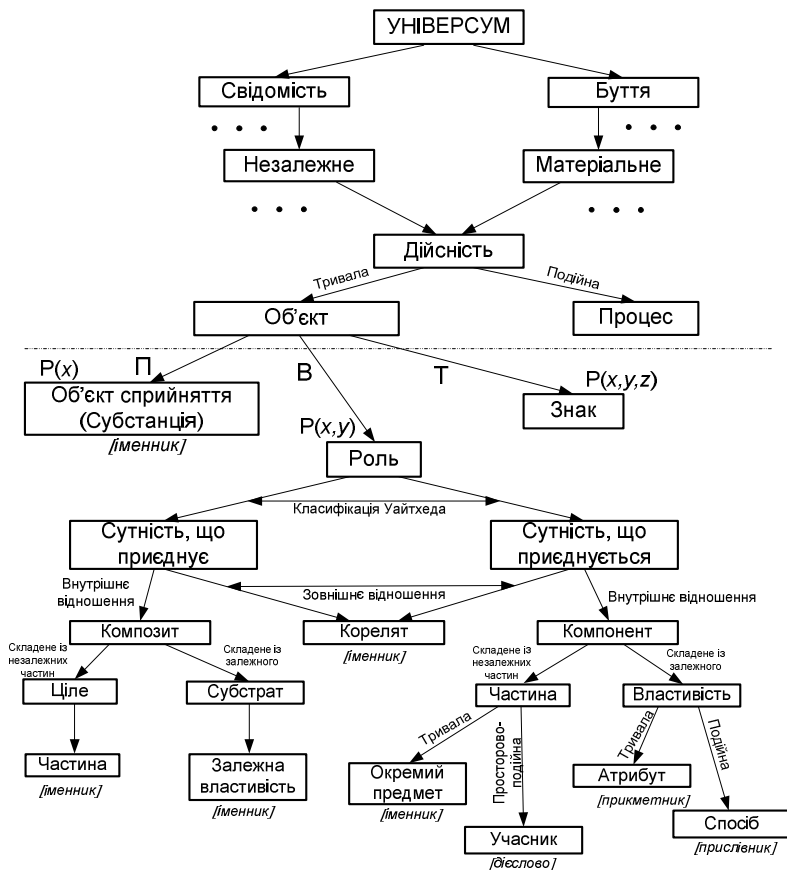 УНІВЕРСУМ
Свідомість
Буття
Незалежне
Матеріальне
Дійсність
Тривала
Подійна
Об'єкт
Процес
P(x)
П
В
Т
P(x,y,z)
Об'єкт сприйняття
(Субстанція)
[іменник]
Знак
P(x,y)
Роль
Класифікація Уайтхеда
Сутність, що
приєднує
Сутність, що
приєднується
Внутрішнє
відношення
Зовнішнє відношення
Внутрішнє
відношення
Композит
Корелят
[іменник]
Компонент
Складене із
незалежних
частин
Складене із
залежного
Складене із
незалежних
частин
Складене із
залежного
Ціле
Субстрат
Частина
Властивість
Тривала
Просторово-
подійна
Тривала
Подійна
Частина
[іменник]
Залежна
властивість
[іменник]
Окремий
предмет
[іменник]
Атрибут
[прикметник]
Учасник
[дієслово]
Спосіб
[прислівник]